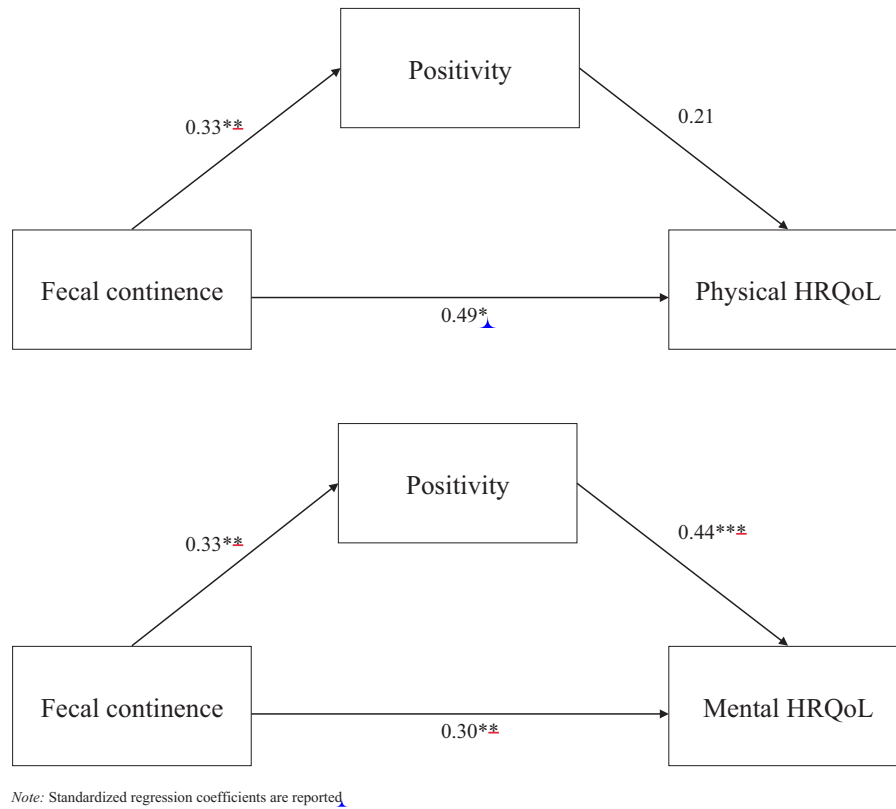 Positivity
0.33**
0.21
Fecal continence
Physical HRQoL
0.49*
Positivity
0.33**
0.44***
Fecal continence
Mental HRQoL
0.30**
Note: Standardized regression coefficients are reported